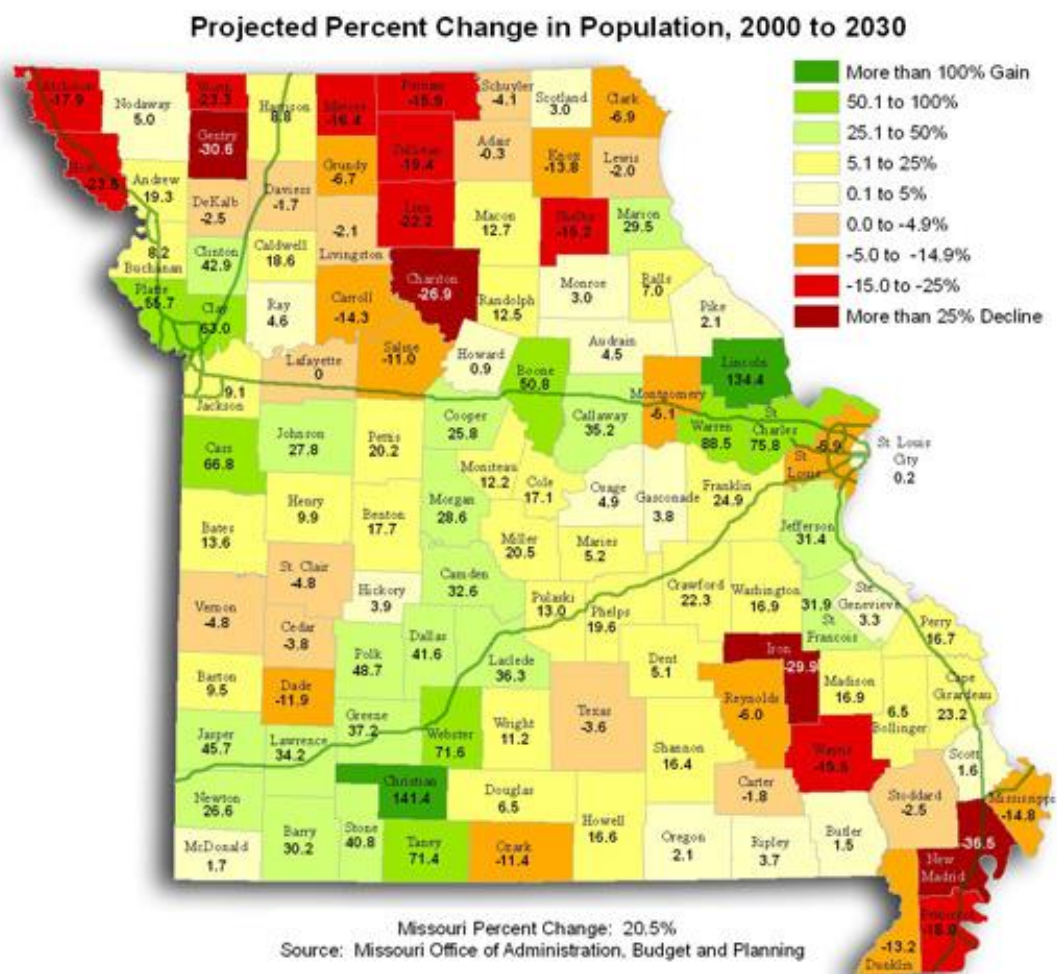 Projected Percent Change in Population, 2000 to 2030
More than 100% Gain
50.1 to 100%
25.1 to 50%
5.1 to 25%
0.1 to 5%
0.0 to -4.9%
-5.0 to -14.9%
-15.0 to -25%
More than 25% Decline
-17.9
Nodaway
5.0
-23.3
Harrison
8.8
Mercer
-16.4
Putnam
-15.9
Schuyler
-4.1
Scotland
3.0
Clark
-6.9
Gentry
-30.6
Grundy
-6.7
-19.4
Adair
-0.3
Knox
-13.8
Lewis
-2.0
Andrew
19.3
DeKalb
-2.5
Daviess
-1.7
-2.1
Livingston
-22.2
Macon
12.7
Shelby
Marion
29.5
8.2
Buchanan
Clinton
42.9
Caldwell
18.6
Chariton
-26.9
Randolph
12.5
Monroe
3.0
Ralls
7.0
Pike
2.1
Platte
55.7
Clay
63.0
Ray
4.6
Carroll
-14.3
Saline
-11.0
Howard
0.9
Boone
50.8
Audrain
4.5
Lincoln
134.4
9.1
Jackson
Lafayette
0
Cooper
25.8
Callaway
35.2
Montgomery
Warren
88.5
St
Charles
75.8
St
Louis
St Louis
City
0.2
Cass
66.8
Johnson
27.8
Pettis
20.2
Moniteau
12.2
Cole
17.1
Osage
4.9
Gasconade
3.8
Franklin
24.9
Jefferson
31.4
Bates
13.6
Henry
9.9
Benton
17.7
Morgan
28.6
Miller
20.5
Maries
5.2
St. Clair
-4.8
Hickory
3.9
Camden
32.6
Pulaski
13.0
Phelps
19.6
Crawford
22.3
Washington
16.9
31.9
St
Francois
Ste
Genevieve
3.3
Perry
16.7
Vernon
-4.8
Cedar
-3.8
Polk
48.7
Dallas
41.6
Laclede
36.3
Dent
5.1
Iron
-29.9
Madison
16.9
Cape
Girardeau
23.2
Barton
9.5
Dade
-11.9
Greene
37.2
Webster
71.6
Wright
11.2
Texas
-3.6
Reynolds
-6.0
6.5
Bollinger
Jasper
45.7
Lawrence
34.2
Shannon
16.4
Wayne
Scott
1.6
Newton
26.6
Christian
141.4
Douglas
6.5
Howell
16.6
Carter
-1.8
Stoddard
-2.5
Mississippi
-14.8
McDonald
1.7
Barry
30.2
Stone
40.8
Taney
71.4
Ozark
-11.4
Oregon
2.1
Ripley
3.7
Butler
1.5
-36.5
New
Madrid
-13.2
Dunklin
Missouri Percent Change: 20.5%
Source: Missouri Office of Administration, Budget and Planning